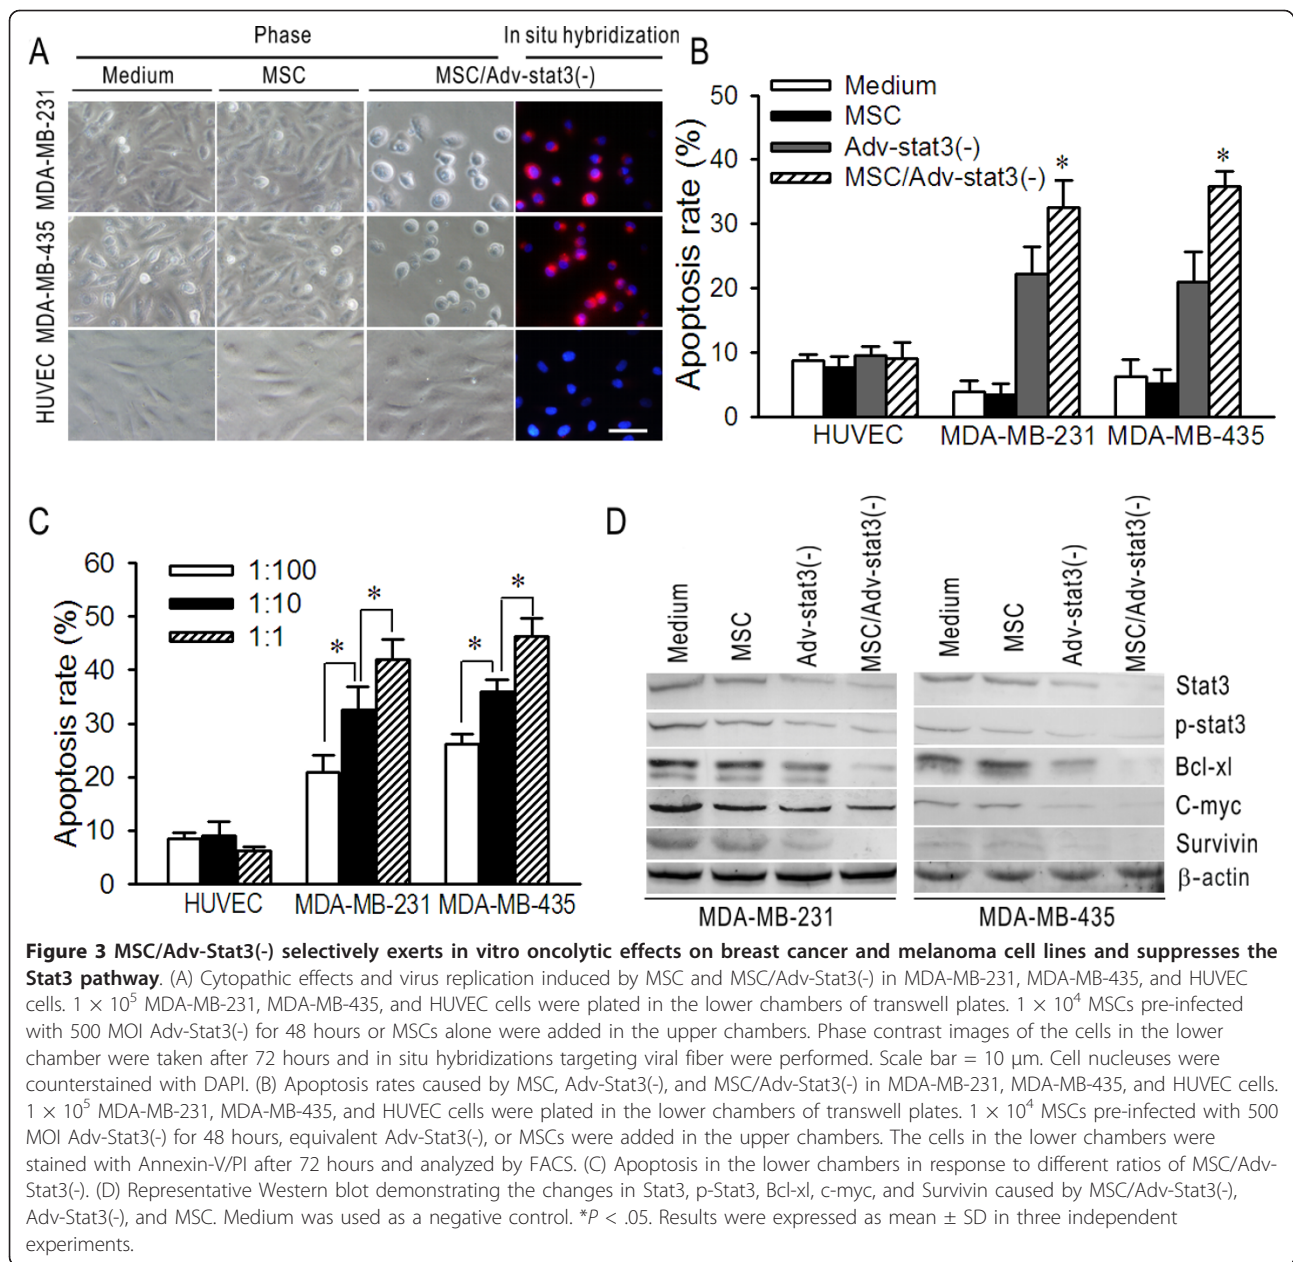 A
Phase
In situ hybridization
Medium
MSC
MSC/Adv-stat3(-)
MDA-MB-231
MDA-MB-435
HUVEC
B
Apoptosis rate (%)
50
40
30
20
10
0
Medium
MSC
Adv-stat3(-)
MSC/Adv-stat3(-)
*
*
HUVEC
MDA-MB-231
MDA-MB-435
C
Apoptosis rate (%)
60
50
40
30
20
10
0
1:100
1:10
1:1
*
*
*
*
HUVEC
MDA-MB-231
MDA-MB-435
D
Medium
MSC
Adv-stat3(-)
MSC/Adv-stat3(-)
Medium
MSC
Adv-stat3(-)
MSC/Adv-stat3(-)
Stat3
p-stat3
Bcl-xl
C-myc
Survivin
β-actin
MDA-MB-231
MDA-MB-435
Figure 3 MSC/Adv-Stat3(-) selectively exerts in vitro oncolytic effects on breast cancer and melanoma cell lines and suppresses the
Stat3 pathway. (A) Cytopathic effects and virus replication induced by MSC and MSC/Adv-Stat3(-) in MDA-MB-231, MDA-MB-435, and HUVEC
cells. 1 × 10⁵ MDA-MB-231, MDA-MB-435, and HUVEC cells were plated in the lower chambers of transwell plates. 1 × 10⁴ MSCs pre-infected
with 500 MOI Adv-Stat3(-) for 48 hours or MSCs alone were added in the upper chambers. Phase contrast images of the cells in the lower
chamber were taken after 72 hours and in situ hybridizations targeting viral fiber were performed. Scale bar = 10 μm. Cell nucleuses were
counterstained with DAPI. (B) Apoptosis rates caused by MSC, Adv-Stat3(-), and MSC/Adv-Stat3(-) in MDA-MB-231, MDA-MB-435, and HUVEC cells.
1 × 10⁵ MDA-MB-231, MDA-MB-435, and HUVEC cells were plated in the lower chambers of transwell plates. 1 × 10⁴ MSCs pre-infected with 500
MOI Adv-Stat3(-) for 48 hours, equivalent Adv-Stat3(-), or MSCs were added in the upper chambers. The cells in the lower chambers were
stained with Annexin-V/PI after 72 hours and analyzed by FACS. (C) Apoptosis in the lower chambers in response to different ratios of MSC/Adv-
Stat3(-). (D) Representative Western blot demonstrating the changes in Stat3, p-Stat3, Bcl-xl, c-myc, and Survivin caused by MSC/Adv-Stat3(-),
Adv-Stat3(-), and MSC. Medium was used as a negative control. *P < .05. Results were expressed as mean ± SD in three independent
experiments.